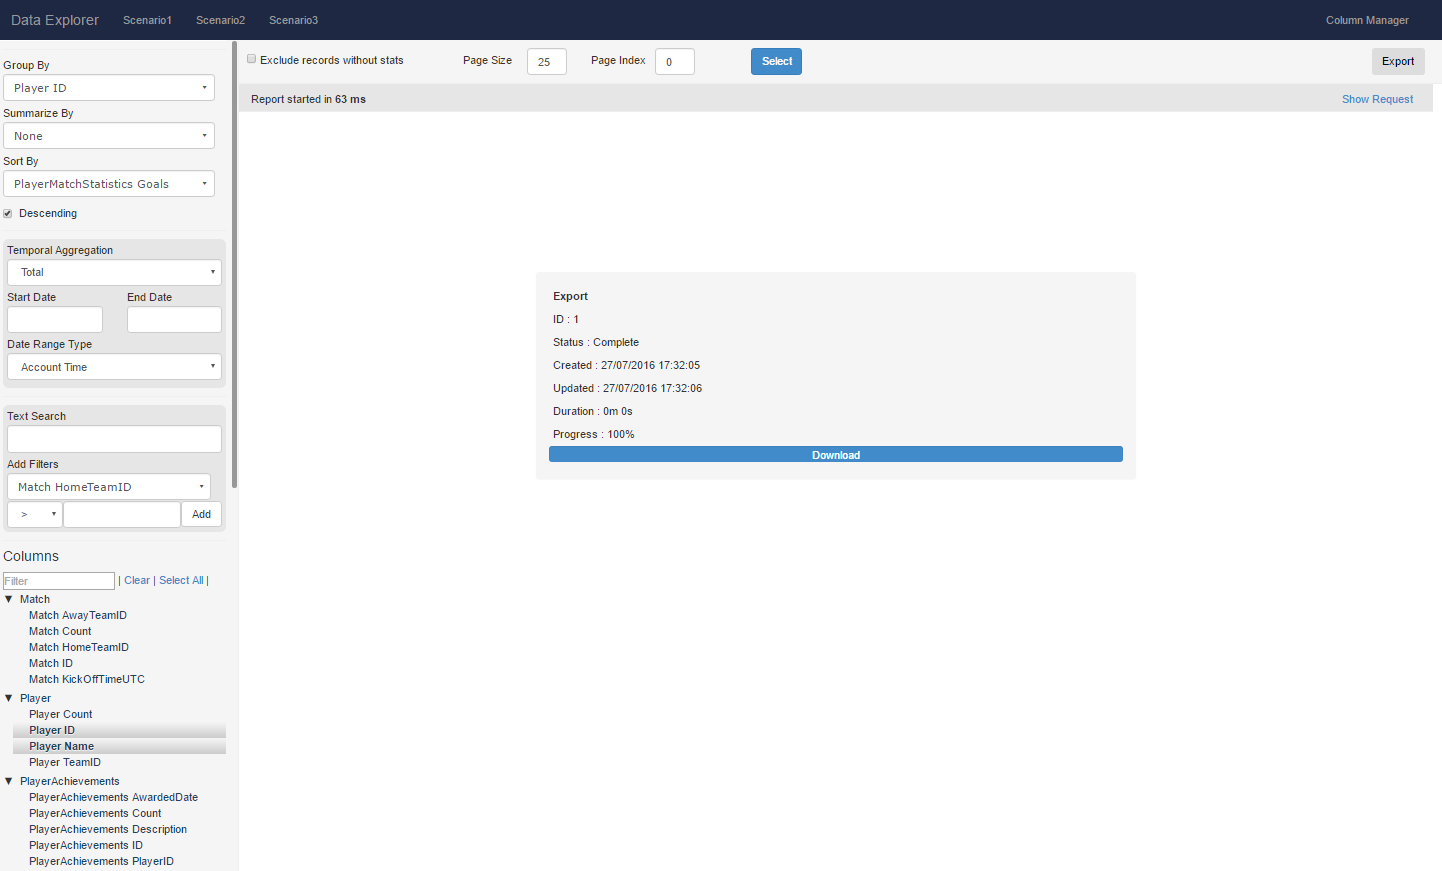 Data Explorer Scenario1 Scenario2 Scenario3 Column Manager
Group By
Player ID
Summarize By
None
Sort By
PlayerMatchStatistics Goals
Descending
Temporal Aggregation
Total
Start Date End Date
Date Range Type
Account Time
Text Search
Add Filters
Match HomeTeamID
> Add
Columns
Filter | Clear | Select All |
Match
Match AwayTeamID
Match Count
Match HomeTeamID
Match ID
Match KickOffTimeUTC
Player
Player Count
Player ID
Player Name
Player TeamID
PlayerAchievements
PlayerAchievements AwardedDate
PlayerAchievements Count
PlayerAchievements Description
PlayerAchievements ID
PlayerAchievements PlayerID
Exclude records without stats Page Size 25 Page Index 0 Select Export
Report started in 63 ms Show Request
Export
ID : 1
Status : Complete
Created : 27/07/2016 17:32:05
Updated : 27/07/2016 17:32:06
Duration : 0m 0s
Progress : 100%
Download